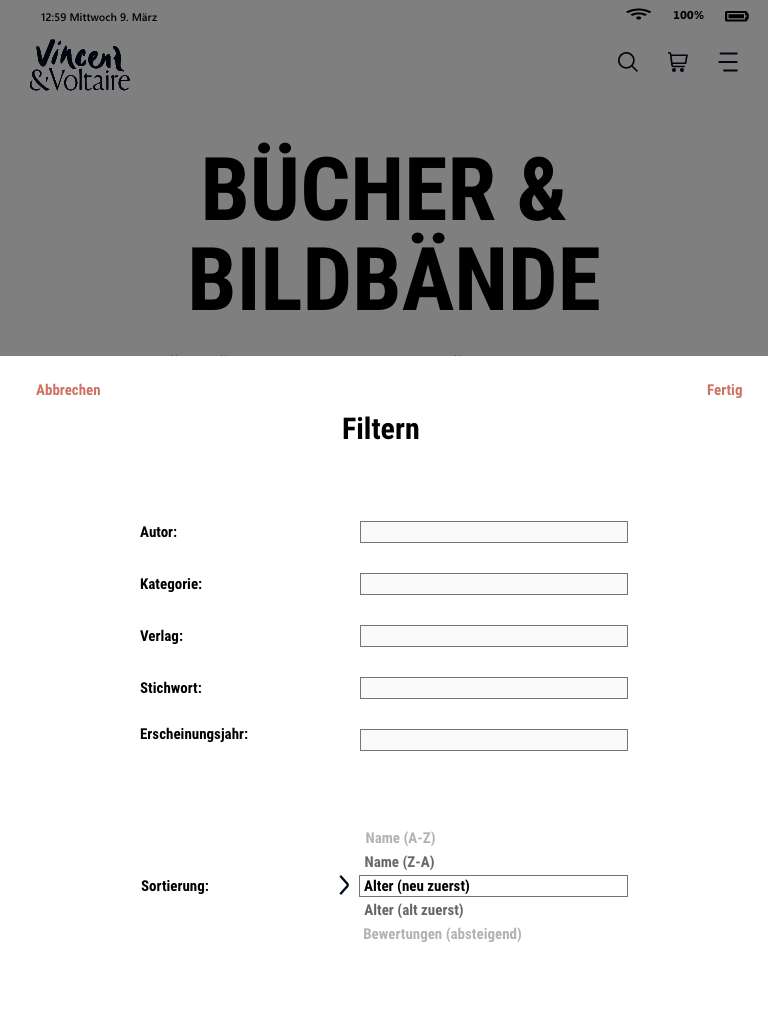 12:59 Mittwoch 9. März
100%
Vincent
&Voltaire
BÜCHER &
BILDBÄNDE
Abbrechen
Fertig
Filtern
Autor:
Kategorie:
Verlag:
Stichwort:
Erscheinungsjahr:
Name (A-Z)
Name (Z-A)
Sortierung:
Alter (neu zuerst)
Alter (alt zuerst)
Bewertungen (absteigend)